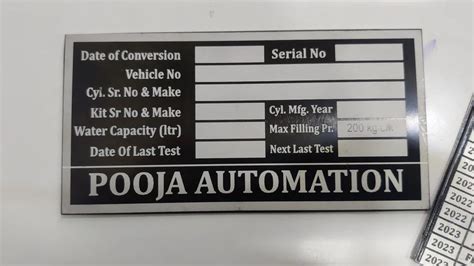 Date of Conversion Serial No
Vehicle No
Cyl. Sr No & Make
Kit Sr No & Make Cyl. Mfg. Year
Water Capacity (ltr) Max Filling Pr. 200 kg
Date Of Last Test Next Last Test
POOJA AUTOMATION
2022
2022
2022
2023
2023
2023